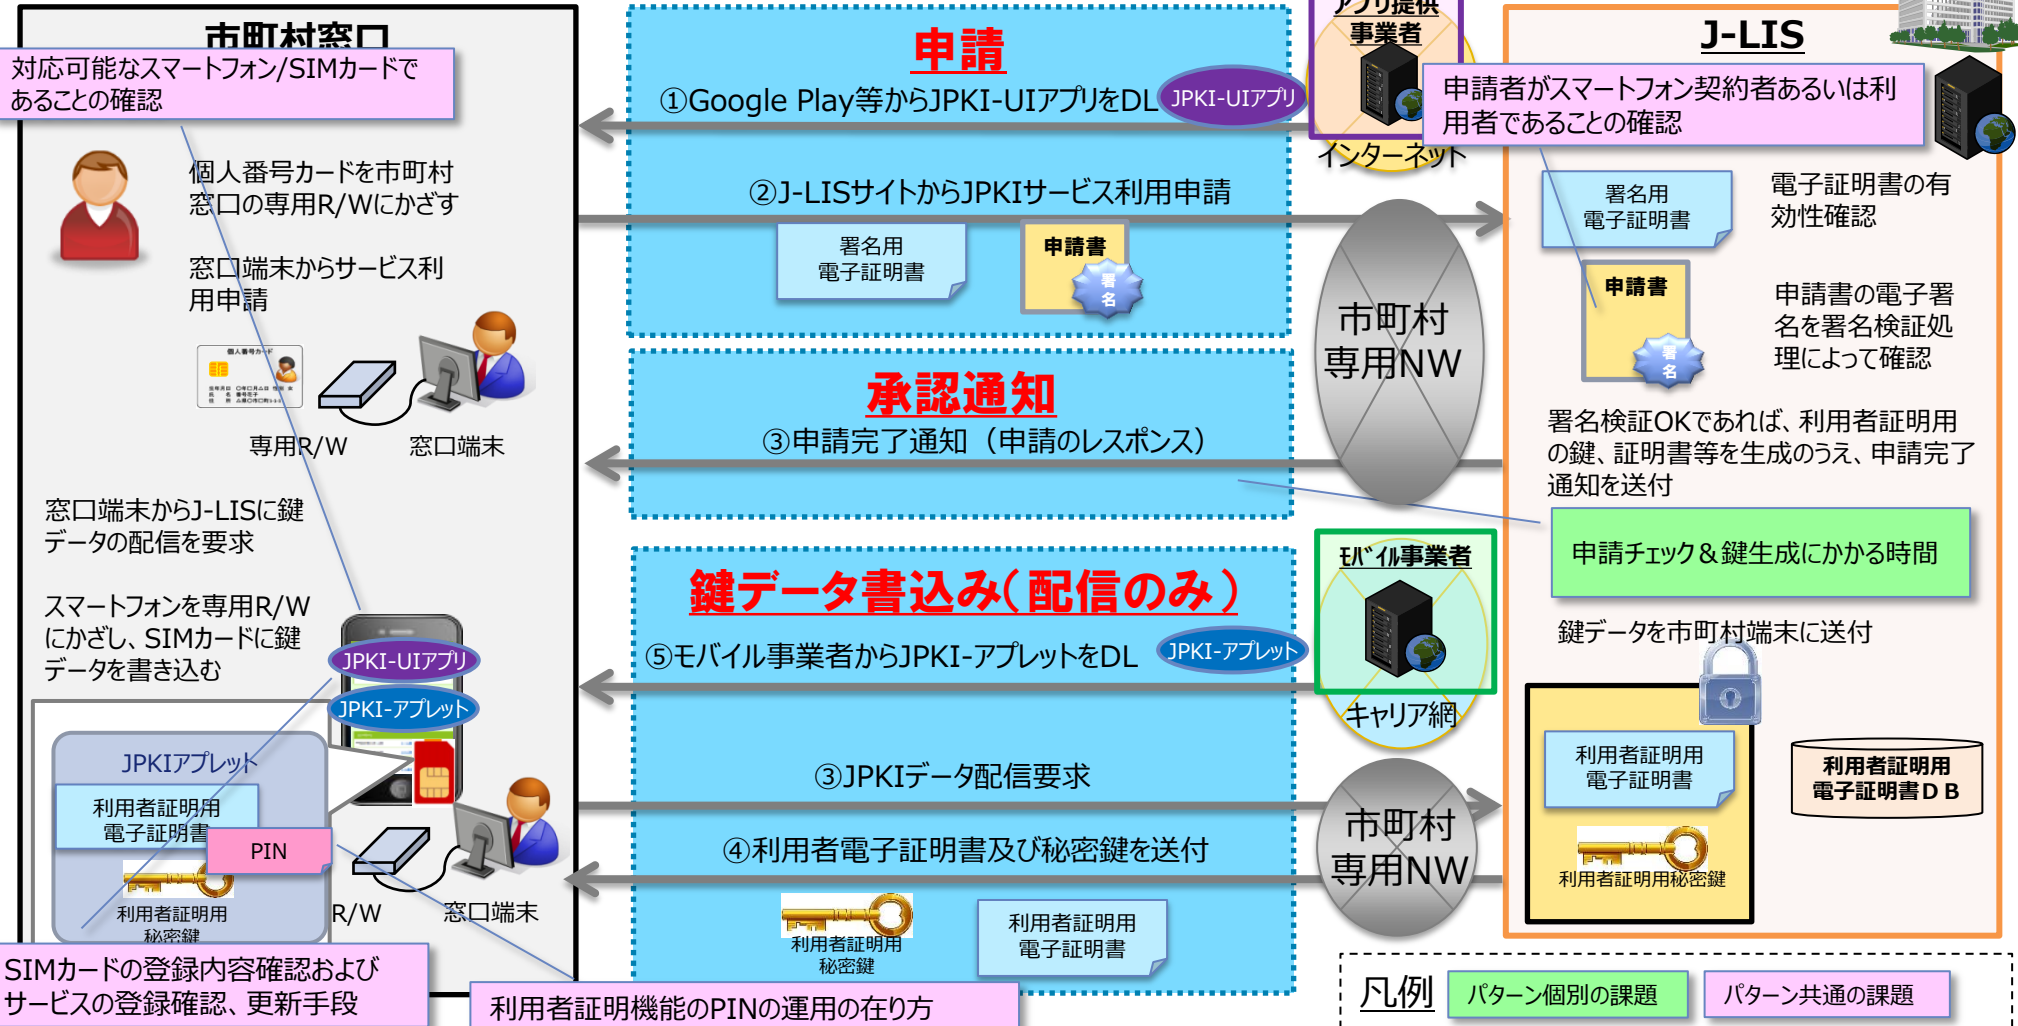 市町村窓口
対応可能なスマートフォン/SIMカードで
あることの確認
個人番号カードを市町村
窓口の専用R/Wにかざす
窓口端末からサービス利
用申請
個人番号カード
専用R/W
窓口端末
窓口端末からJ-LISに鍵
データの配信を要求
スマートフォンを専用R/W
にかざし、SIMカードに鍵
データを書き込む
JPKI-UIアプリ
JPKI-アプレット
JPKIアプレット
利用者証明用
電子証明書
PIN
利用者証明用
秘密鍵
R/W
窓口端末
SIMカードの登録内容確認および
サービスの登録確認、更新手段
申請
①Google Play等からJPKI-UIアプリをDL
JPKI-UIアプリ
②J-LISサイトからJPKIサービス利用申請
署名用
電子証明書
申請書
署
名
承認通知
③申請完了通知（申請のレスポンス）
鍵データ書込み（配信のみ）
⑤モバイル事業者からJPKI-アプレットをDL
JPKI-アプレット
③JPKIデータ配信要求
④利用者電子証明書及び秘密鍵を送付
利用者証明用
秘密鍵
利用者証明用
電子証明書
利用者証明機能のPINの運用の在り方
アプリ提供
事業者
インターネット
市町村
専用NW
モバイル事業者
キャリア網
市町村
専用NW
J-LIS
申請者がスマートフォン契約者あるいは利
用者であることの確認
署名用
電子証明書
電子証明書の有
効性確認
申請書
署
名
申請書の電子署
名を署名検証処
理によって確認
署名検証OKであれば、利用者証明用
の鍵、証明書等を生成のうえ、申請完了
通知を送付
申請チェック＆鍵生成にかかる時間
鍵データを市町村端末に送付
利用者証明用
電子証明書
利用者証明用秘密鍵
利用者証明用
電子証明書ＤＢ
凡例
パターン個別の課題
パターン共通の課題